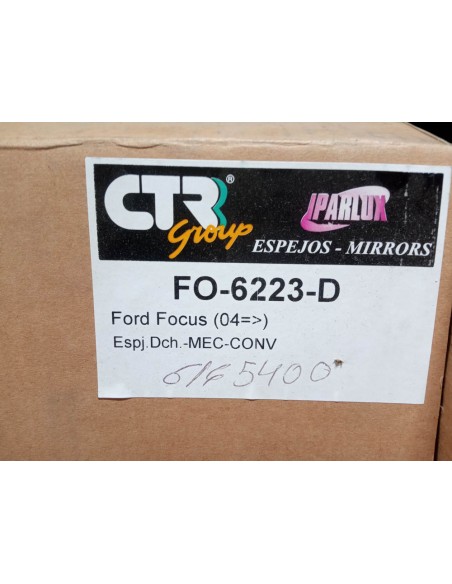 CTR® Group
IPARLUX
ESPEJOS - MIRRORS
FO-6223-D
Ford Focus (04=>)
Espj.Dch.-MEC-CONV
6165400